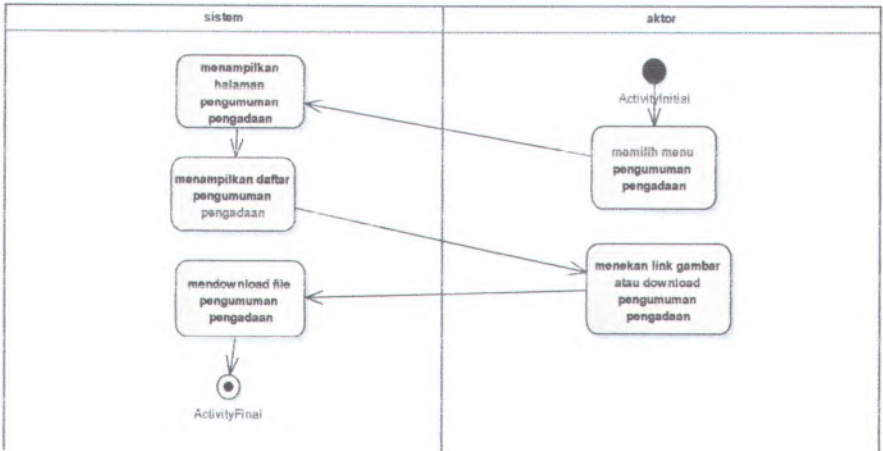 sistem
aktor
menampilkan
halaman
pengumuman
pengadaan
ActivityInitial
memilih menu
pengumuman
pengadaan
menampilkan daftar
pengumuman
pengadaan
menekan link gambar
atau download
pengumuman
pengadaan
mendownload file
pengumuman
pengadaan
ActivityFinal